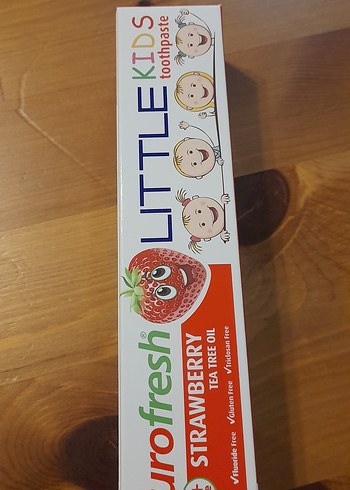 LITTLE KIDS
toothpaste
urofresh®
STRAWBERRY
TEA TREE OIL
✓Fluoride Free ✓Gluten Free ✓Triclosan Free